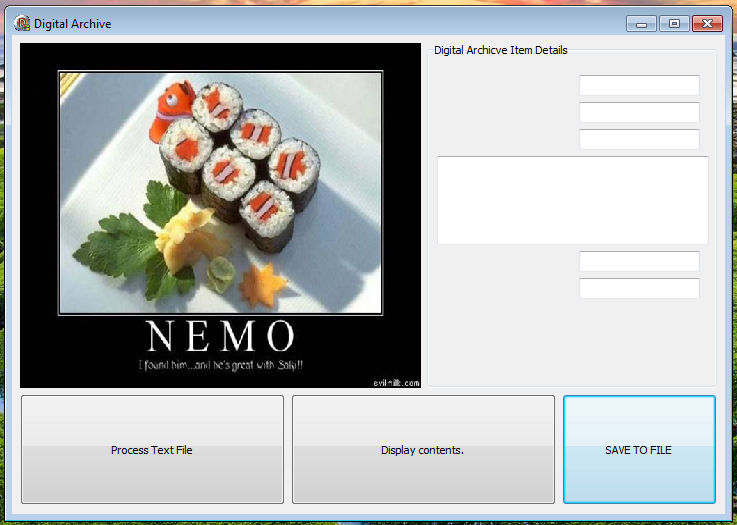 Digital Archive
Digital Archicve Item Details
NEMO
I found him...and he's great with Saki!!
evilmilk.com
Process Text File
Display contents.
SAVE TO FILE